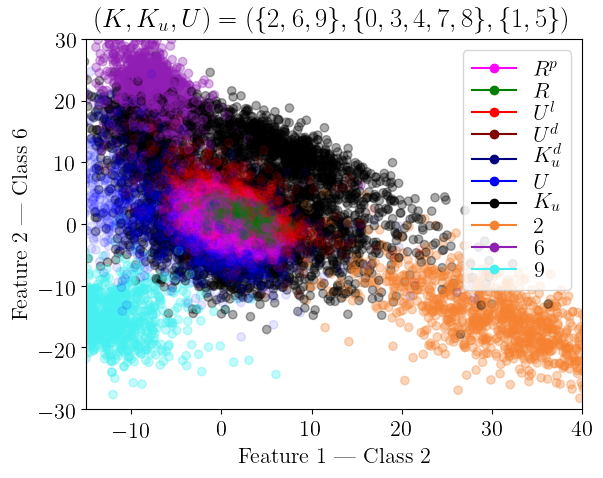 (K, K_u, U) = ({2, 6, 9}, {0, 3, 4, 7, 8}, {1, 5})
30
20
10
0
−10
−20
−30
Feature 2 — Class 6
R^p
R
U^l
U^d
K_u^d
U
K_u
2
6
9
−10
0
10
20
30
40
Feature 1 — Class 2